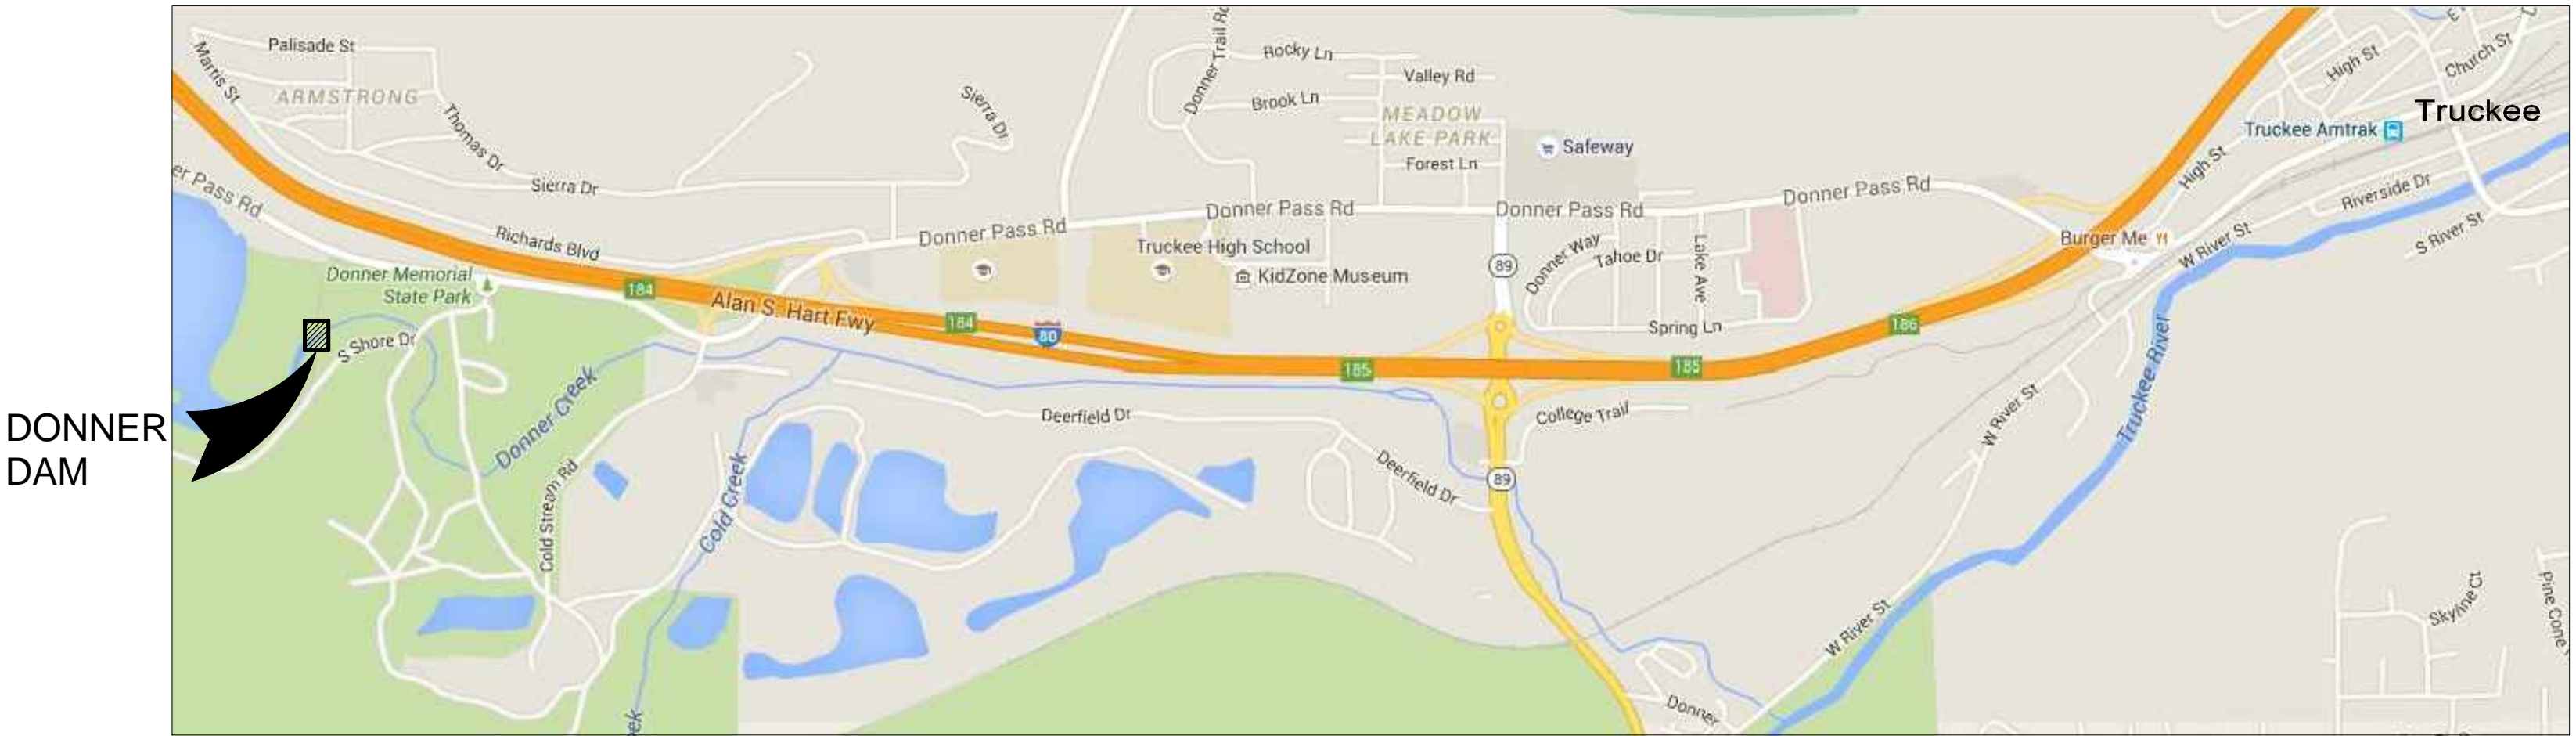 Palisade St
Martis St
ARMSTRONG
Thomas Dr
Sierra Dr
Sierra Dr
Donner Trail Rd
Rocky Ln
Valley Rd
Brook Ln
MEADOW
LAKE PARK
Forest Ln
Safeway
High St
Church St
Truckee
Truckee Amtrak
High St
Riverside Dr
S River St
W River St
Burger Me
er Pass Rd
Richards Blvd
Donner Pass Rd
Donner Pass Rd
Donner Pass Rd
Donner Pass Rd
Truckee High School
KidZone Museum
89
Donner Way
Tahoe Dr
Lake Ave
Spring Ln
Donner Memorial
State Park
184
Alan S. Hart Fwy
184
80
185
185
186
S Shore Dr
DONNER
DAM
Donner Creek
Cold Stream Rd
Cold Creek
Deerfield Dr
Deerfield Dr
College Trail
89
W River St
Truckee River
W River St
Skyline Ct
Pine Cone
Donner
eek